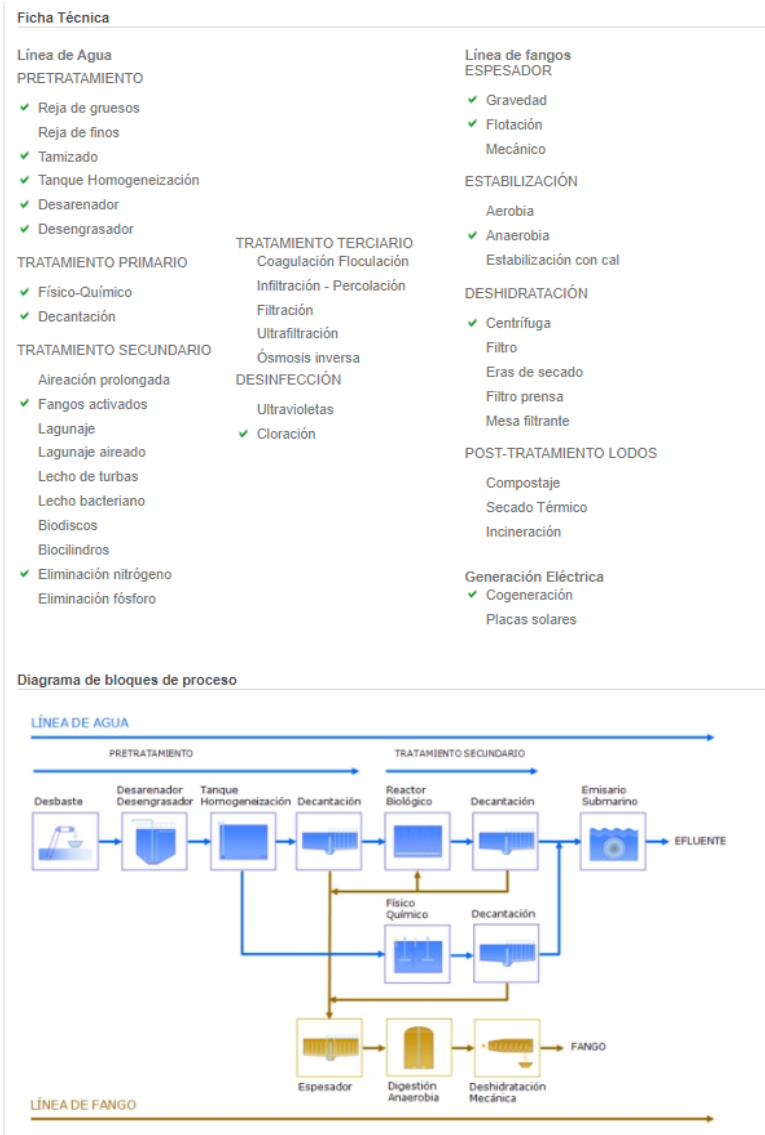 Ficha Técnica
Línea de Agua
PRETRATAMIENTO
Reja de gruesos
Reja de finos
Tamizado
Tanque Homogeneización
Desarenador
Desengrasador
TRATAMIENTO PRIMARIO
Físico-Químico
Decantación
TRATAMIENTO SECUNDARIO
Aireación prolongada
Fangos activados
Lagunaje
Lagunaje aireado
Lecho de turbas
Lecho bacteriano
Biodiscos
Biocilindros
Eliminación nitrógeno
Eliminación fósforo
TRATAMIENTO TERCIARIO
Coagulación Floculación
Infiltración - Percolación
Filtración
Ultrafiltración
Ósmosis inversa
DESINFECCIÓN
Ultravioletas
Cloración
Línea de fangos
ESPESADOR
Gravedad
Flotación
Mecánico
ESTABILIZACIÓN
Aerobia
Anaerobia
Estabilización con cal
DESHIDRATACIÓN
Centrífuga
Filtro
Eras de secado
Filtro prensa
Mesa filtrante
POST-TRATAMIENTO LODOS
Compostaje
Secado Térmico
Incineración
Generación Eléctrica
Cogeneración
Placas solares
Diagrama de bloques de proceso
LÍNEA DE AGUA
PRETRATAMIENTO
TRATAMIENTO SECUNDARIO
Desbaste
Desarenador
Desengrasador
Tanque
Homogeneización
Decantación
Reactor
Biológico
Decantación
Emisario
Submarino
EFLUENTE
Físico
Químico
Decantación
FANGO
Espesador
Digestión
Anaerobia
Deshidratación
Mecánica
LÍNEA DE FANGO